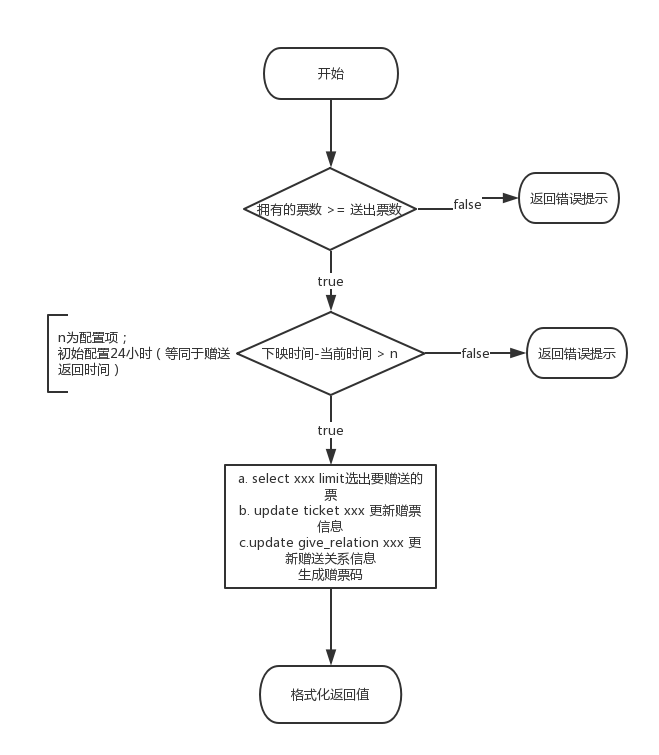 开始
拥有的票数 >= 送出票数
false
返回错误提示
true
n为配置项；
初始配置24小时（等同于赠送
返回时间）
下映时间-当前时间 > n
false
返回错误提示
true
a. select xxx limit选出要赠送的
票
b. update ticket xxx 更新赠票
信息
c.update give_relation xxx 更
新赠送关系信息
生成赠票码
格式化返回值